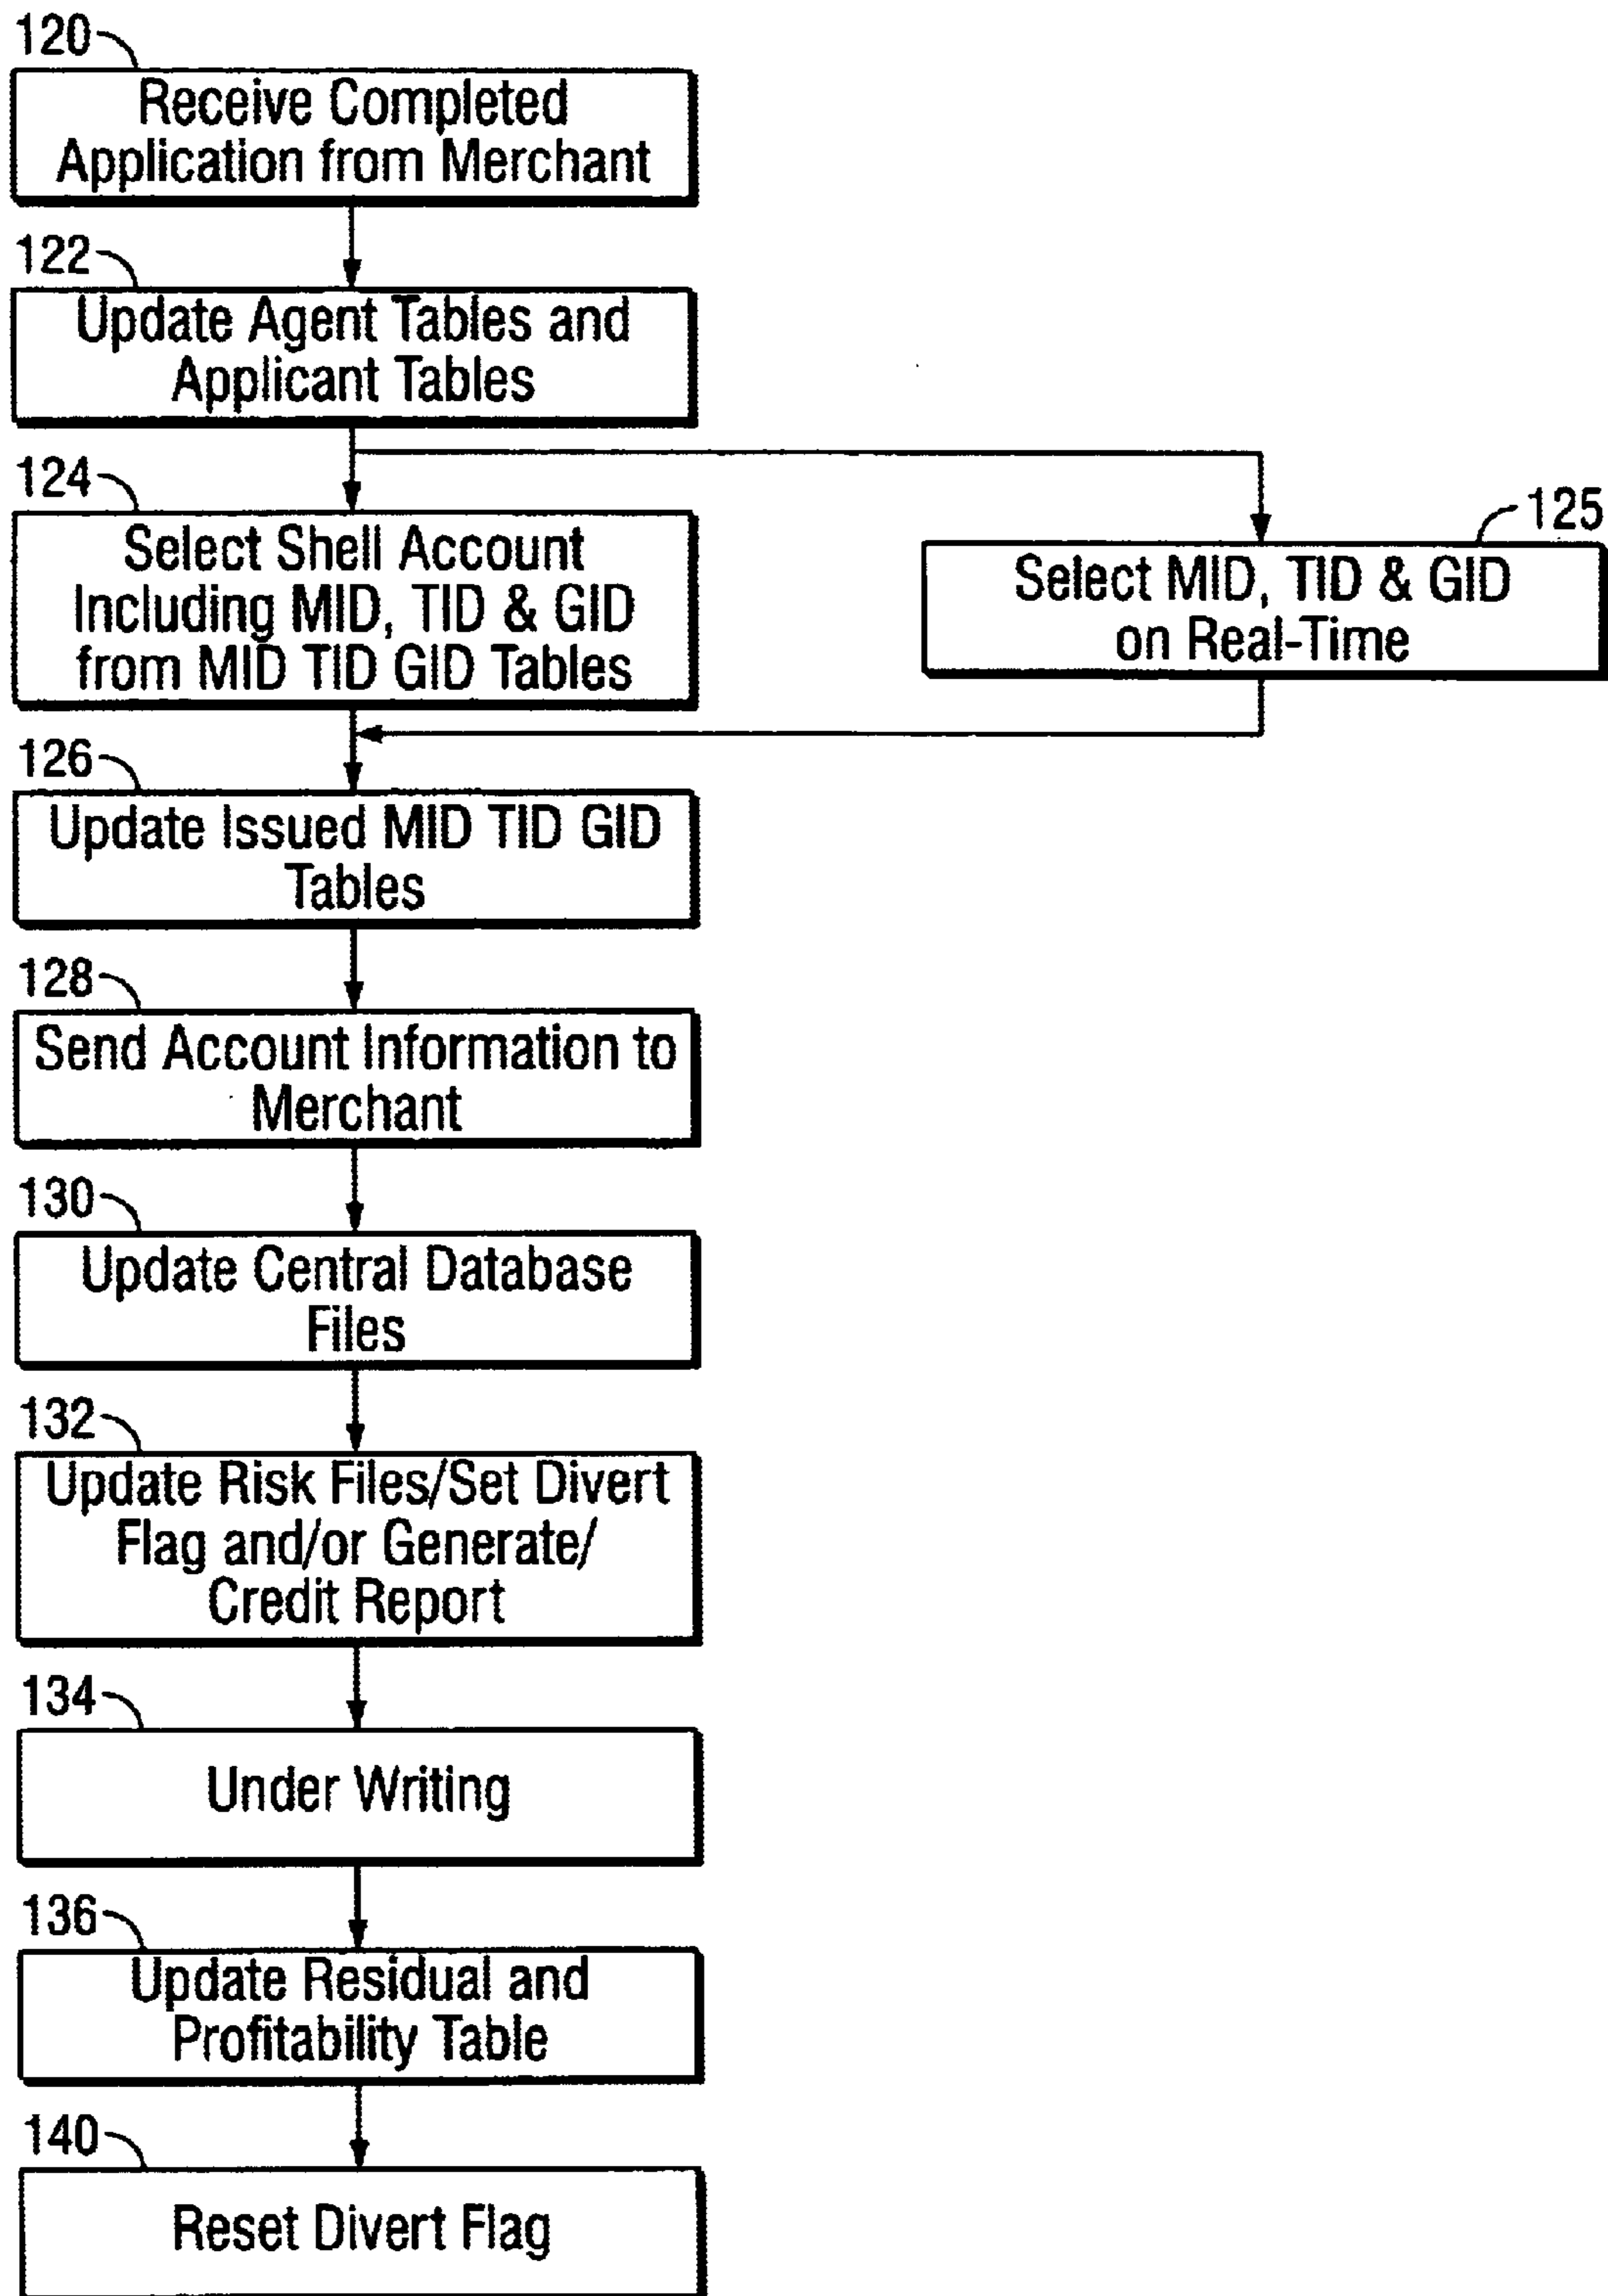 120
Receive Completed
Application from Merchant
122
Update Agent Tables and
Applicant Tables
124
Select Shell Account
Including MID, TID & GID
from MID TID GID Tables
125
Select MID, TID & GID
on Real-Time
126
Update Issued MID TID GID
Tables
128
Send Account Information to
Merchant
130
Update Central Database
Files
132
Update Risk Files/Set Divert
Flag and/or Generate/
Credit Report
134
Under Writing
136
Update Residual and
Profitability Table
140
Reset Divert Flag